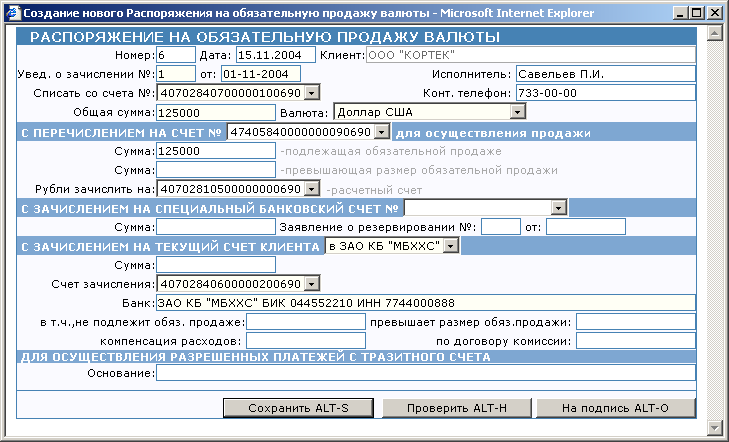 Создание нового Распоряжения на обязательную продажу валюты - Microsoft Internet Explorer
РАСПОРЯЖЕНИЕ НА ОБЯЗАТЕЛЬНУЮ ПРОДАЖУ ВАЛЮТЫ
Номер: 6 Дата: 15.11.2004 Клиент: ООО "КОРТЕК"
Увед. о зачислении №: 1 от: 01-11-2004 Исполнитель: Савельев П.И.
Списать со счета №: 40702840700000100690 Конт. телефон: 733-00-00
Общая сумма: 125000 Валюта: Доллар США
С ПЕРЕЧИСЛЕНИЕМ НА СЧЕТ № 47405840000000090690 для осуществления продажи
Сумма: 125000 -подлежащая обязательной продаже
Сумма: -превышающая размер обязательной продажи
Рубли зачислить на: 40702810500000000690 -расчетный счет
С ЗАЧИСЛЕНИЕМ НА СПЕЦИАЛЬНЫЙ БАНКОВСКИЙ СЧЕТ №
Сумма: Заявление о резервировании №: от:
С ЗАЧИСЛЕНИЕМ НА ТЕКУЩИЙ СЧЕТ КЛИЕНТА в ЗАО КБ "МБХХС"
Сумма:
Счет зачисления: 40702840600000200690
Банк: ЗАО КБ "МБХХС" БИК 044552210 ИНН 7744000888
в т.ч.,не подлежит обяз. продаже: превышает размер обяз.продажи:
компенсация расходов: по договору комиссии:
ДЛЯ ОСУЩЕСТВЛЕНИЯ РАЗРЕШЕННЫХ ПЛАТЕЖЕЙ С ТРАЗИТНОГО СЧЕТА
Основание:
Сохранить ALT-S Проверить ALT-H На подпись ALT-O